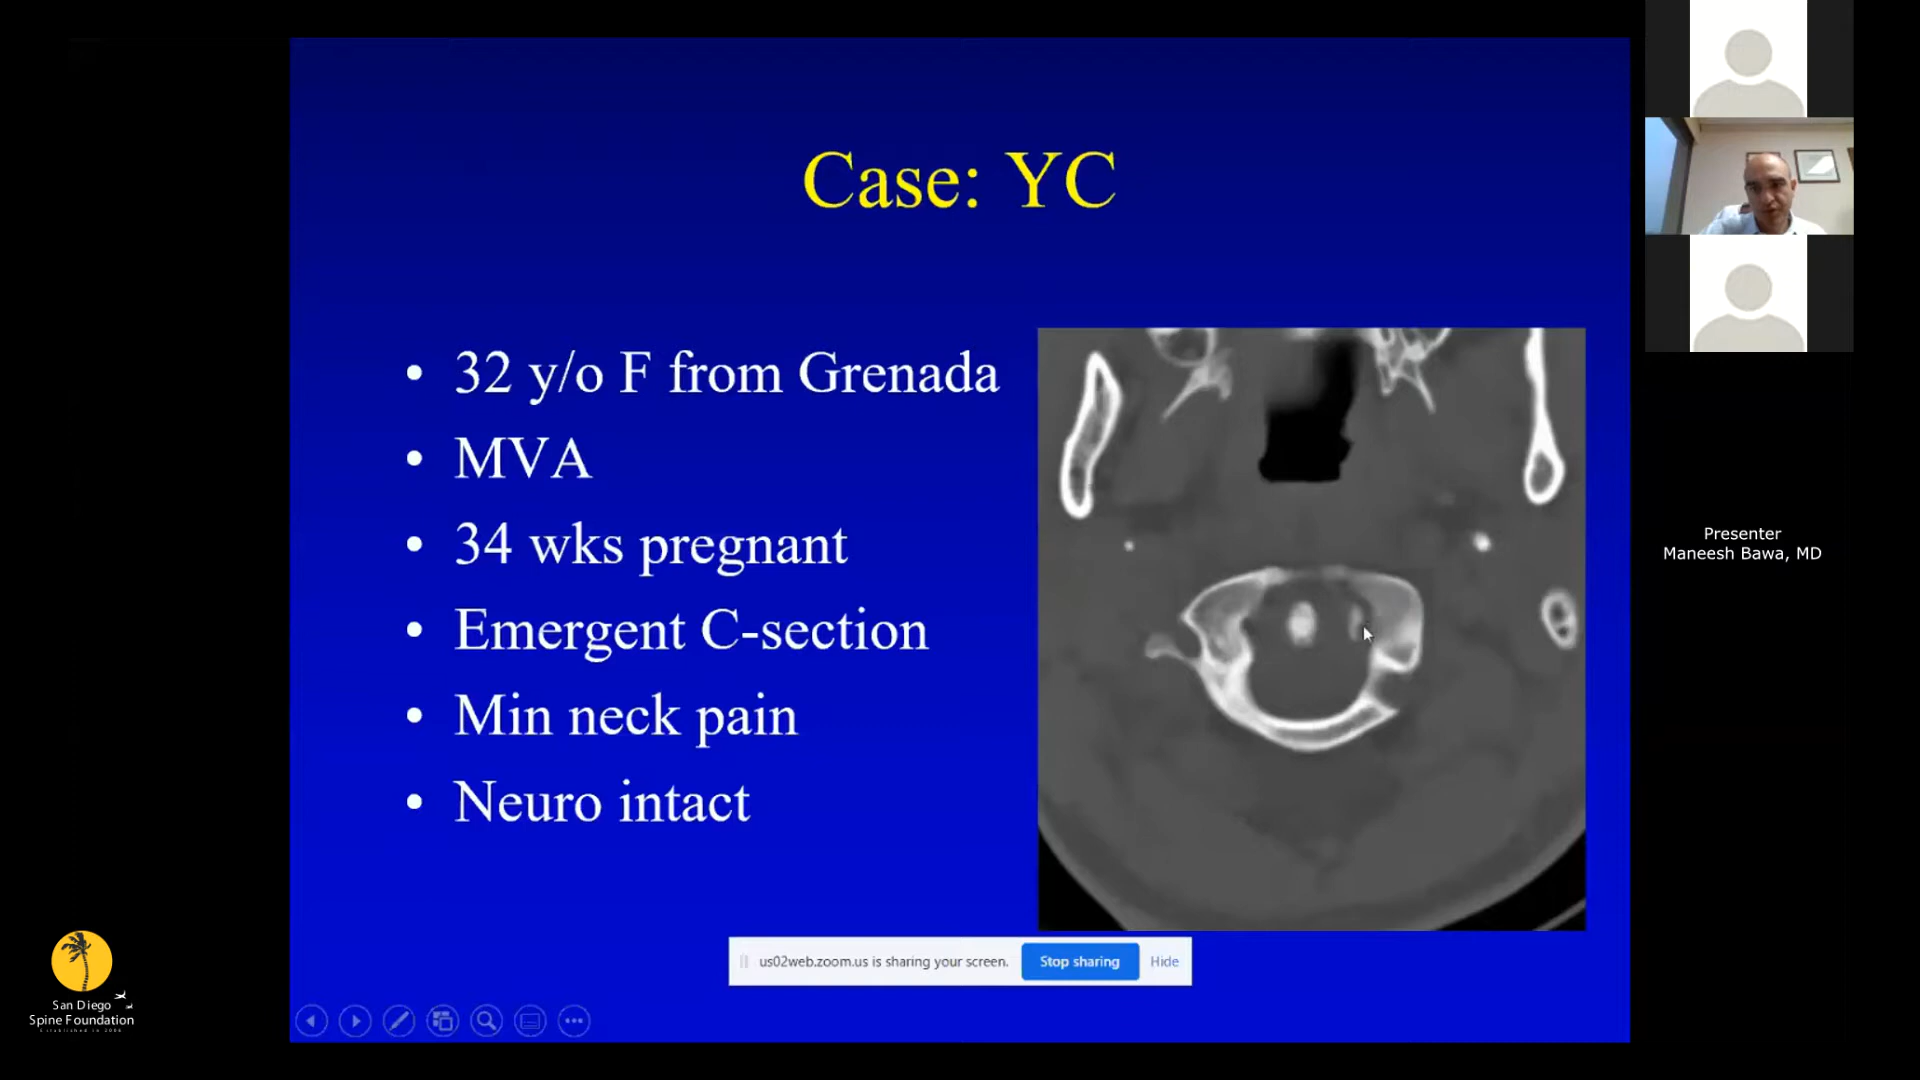 Case: YC
32 y/o F from Grenada
MVA
34 wks pregnant
Emergent C-section
Min neck pain
Neuro intact
us02web.zoom.us is sharing your screen.
Stop sharing
Hide
Presenter
Maneesh Bawa, MD
San Diego
Spine Foundation